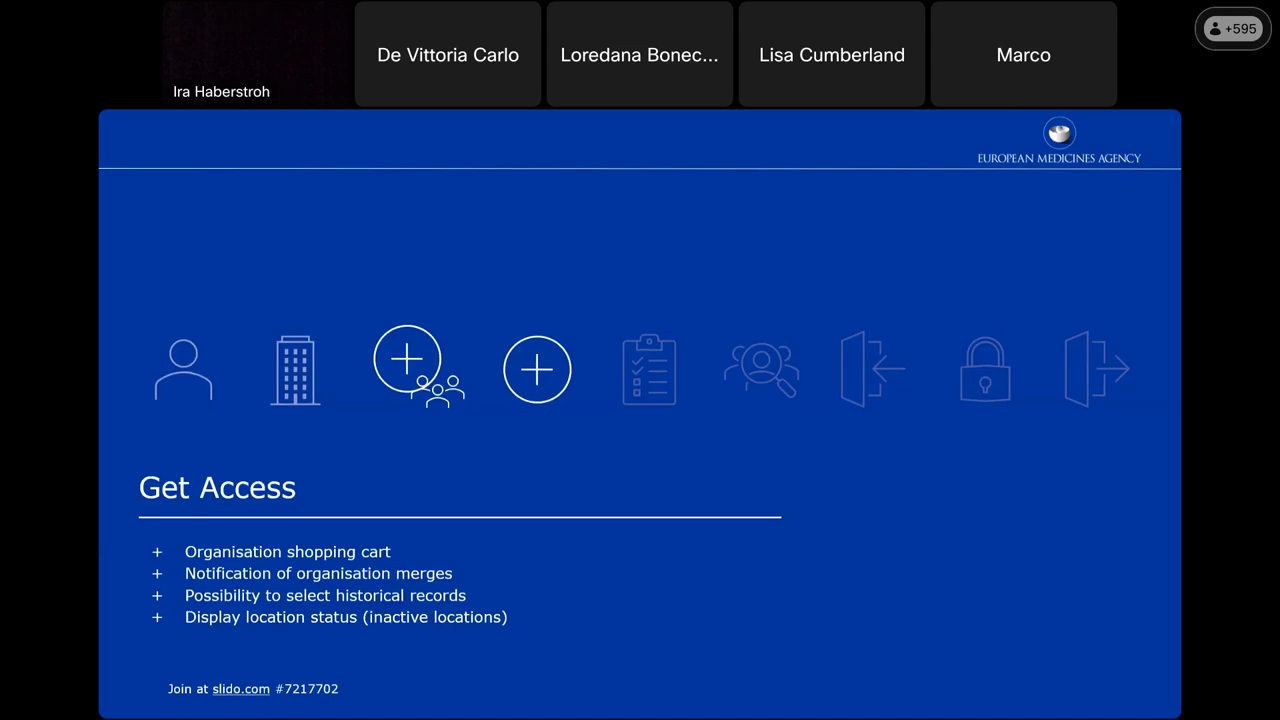 +595
De Vittoria Carlo
Loredana Bonec...
Lisa Cumberland
Marco
Ira Haberstroh
EUROPEAN MEDICINES AGENCY
Get Access
+ Organisation shopping cart
+ Notification of organisation merges
+ Possibility to select historical records
+ Display location status (inactive locations)
Join at slido.com #7217702